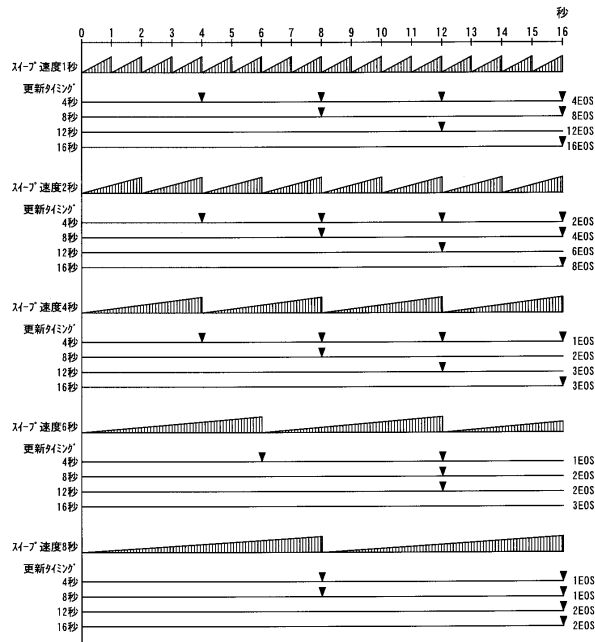 秒
0 1 2 3 4 5 6 7 8 9 10 11 12 13 14 15 16
ｽｲｰﾌﾟ速度1秒
更新ﾀｲﾐﾝｸﾞ
4秒 4EOS
8秒 8EOS
12秒 12EOS
16秒 16EOS
ｽｲｰﾌﾟ速度2秒
更新ﾀｲﾐﾝｸﾞ
4秒 2EOS
8秒 4EOS
12秒 6EOS
16秒 8EOS
ｽｲｰﾌﾟ速度4秒
更新ﾀｲﾐﾝｸﾞ
4秒 1EOS
8秒 2EOS
12秒 3EOS
16秒 3EOS
ｽｲｰﾌﾟ速度6秒
更新ﾀｲﾐﾝｸﾞ
4秒 1EOS
8秒 2EOS
12秒 2EOS
16秒 3EOS
ｽｲｰﾌﾟ速度8秒
更新ﾀｲﾐﾝｸﾞ
4秒 1EOS
8秒 1EOS
12秒 2EOS
16秒 2EOS